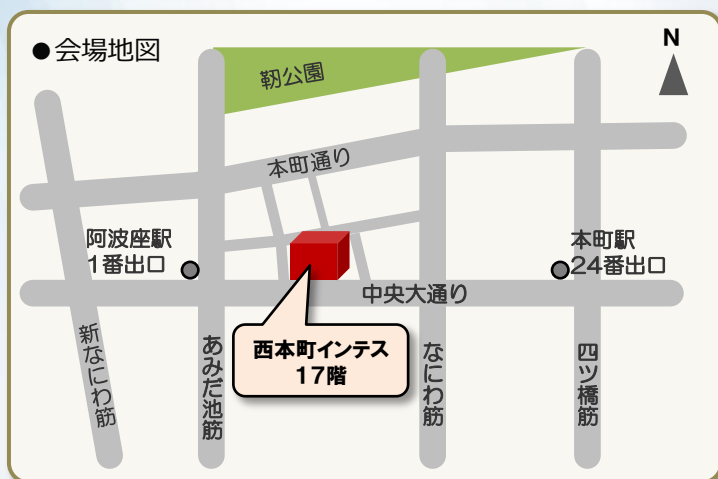 ●会場地図
N
靭公園
本町通り
阿波座駅
1番出口
本町駅
24番出口
中央大通り
西本町インテス
17階
新なにわ筋
あみだ池筋
なにわ筋
四ツ橋筋